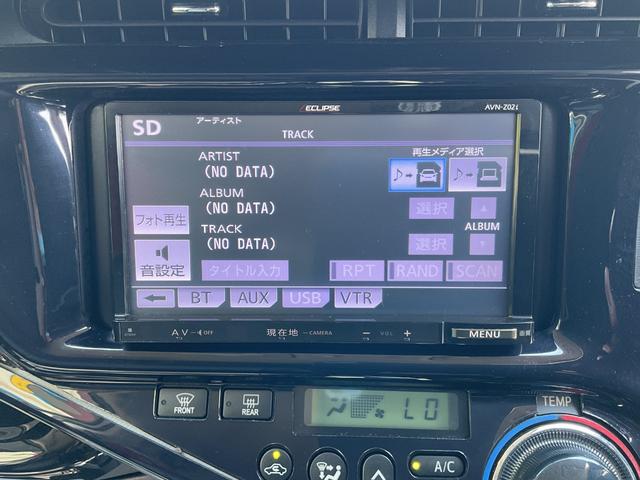 ECLIPSE
AVN-Z02i
SD
アーティスト
TRACK
ARTIST
(NO DATA)
再生メディア選択
ALBUM
(NO DATA)
選択
フォト再生
TRACK
(NO DATA)
選択
ALBUM
音設定
タイトル入力
RPT
RAND
SCAN
BT
AUX
USB
VTR
AV OFF
現在地 CAMERA
− VOL +
MENU
FRONT
REAR
LO
TEMP
A/C